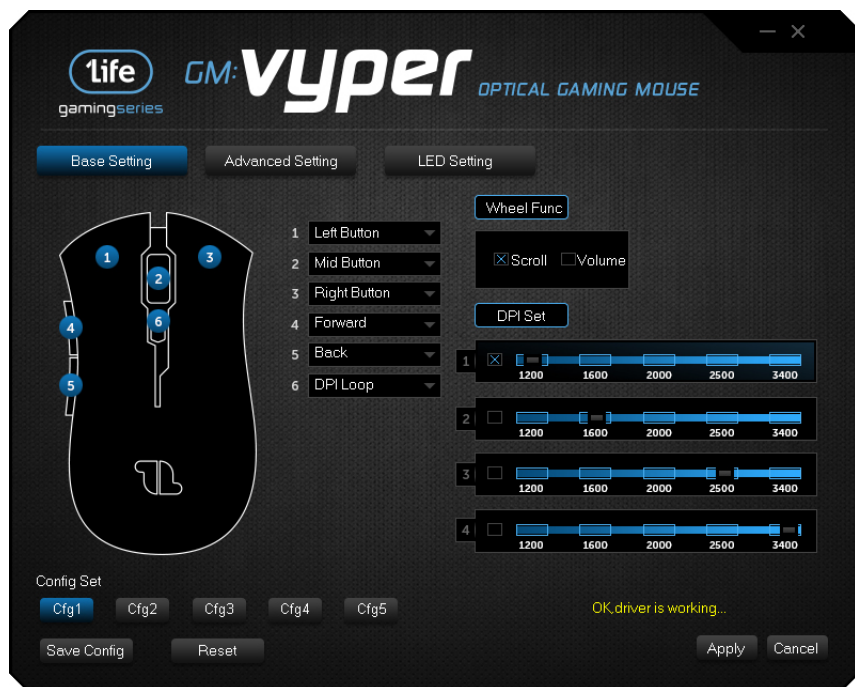 1life
gamingseries
GM: vyper OPTICAL GAMING MOUSE
Base Setting Advanced Setting LED Setting
1 3
2
4 6
5
1 Left Button
2 Mid Button
3 Right Button
4 Forward
5 Back
6 DPI Loop
Wheel Func
Scroll Volume
DPI Set
1
1200 1600 2000 2500 3400
2
1200 1600 2000 2500 3400
3
1200 1600 2000 2500 3400
4
1200 1600 2000 2500 3400
Config Set
Cfg1 Cfg2 Cfg3 Cfg4 Cfg5
OK,driver is working...
Save Config Reset Apply Cancel